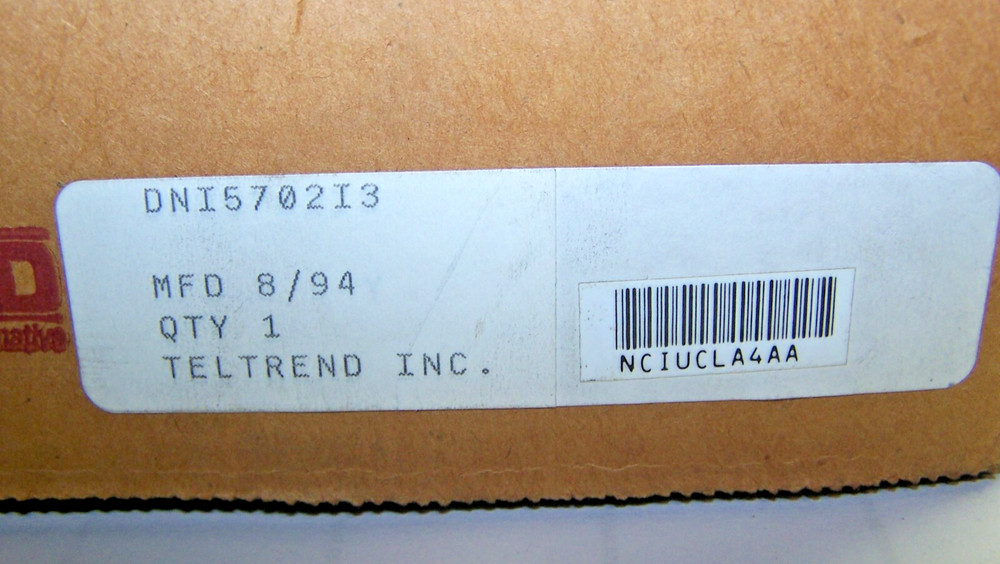 DNI5702I3
MFD 8/94
QTY 1
TELTREND INC.
NCIUCLA4AA
D